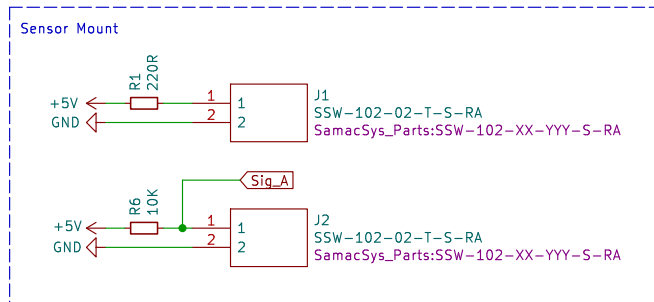 Sensor Mount
R1
220R
+5V
GND
1
2
1
2
J1
SSW-102-02-T-S-RA
SamacSys_Parts:SSW-102-XX-YYY-S-RA
Sig_A
R6
10K
+5V
GND
1
2
1
2
J2
SSW-102-02-T-S-RA
SamacSys_Parts:SSW-102-XX-YYY-S-RA